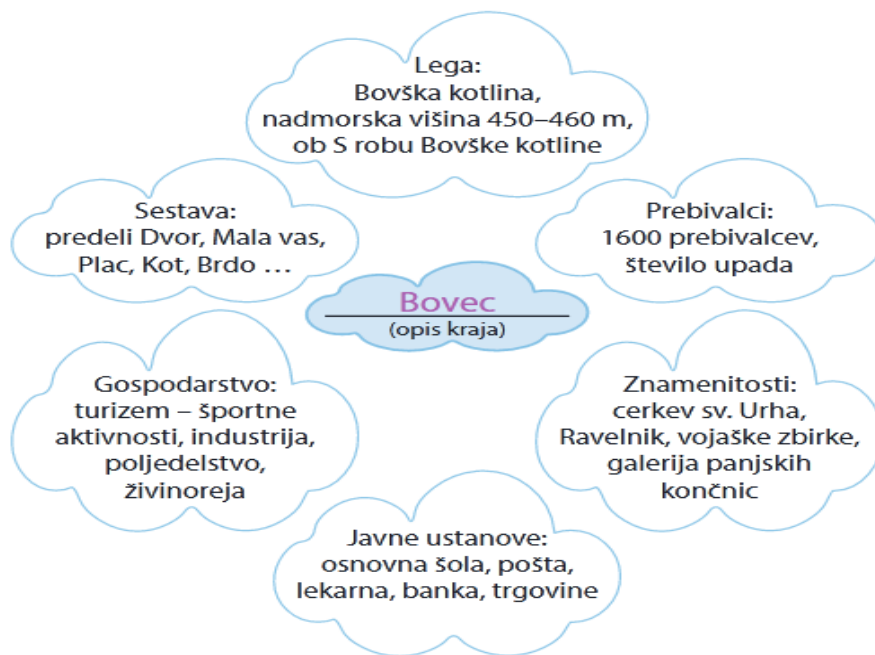 Lega:
Bovška kotlina,
nadmorska višina 450–460 m,
ob S robu Bovške kotline
Sestava:
predeli Dvor, Mala vas,
Plac, Kot, Brdo ...
Prebivalci:
1600 prebivalcev,
število upada
Bovec
(opis kraja)
Gospodarstvo:
turizem – športne
aktivnosti, industrija,
poljedelstvo,
živinoreja
Znamenitosti:
cerkev sv. Urha,
Ravelnik, vojaške zbirke,
galerija panjskih
končnic
Javne ustanove:
osnovna šola, pošta,
lekarna, banka, trgovine